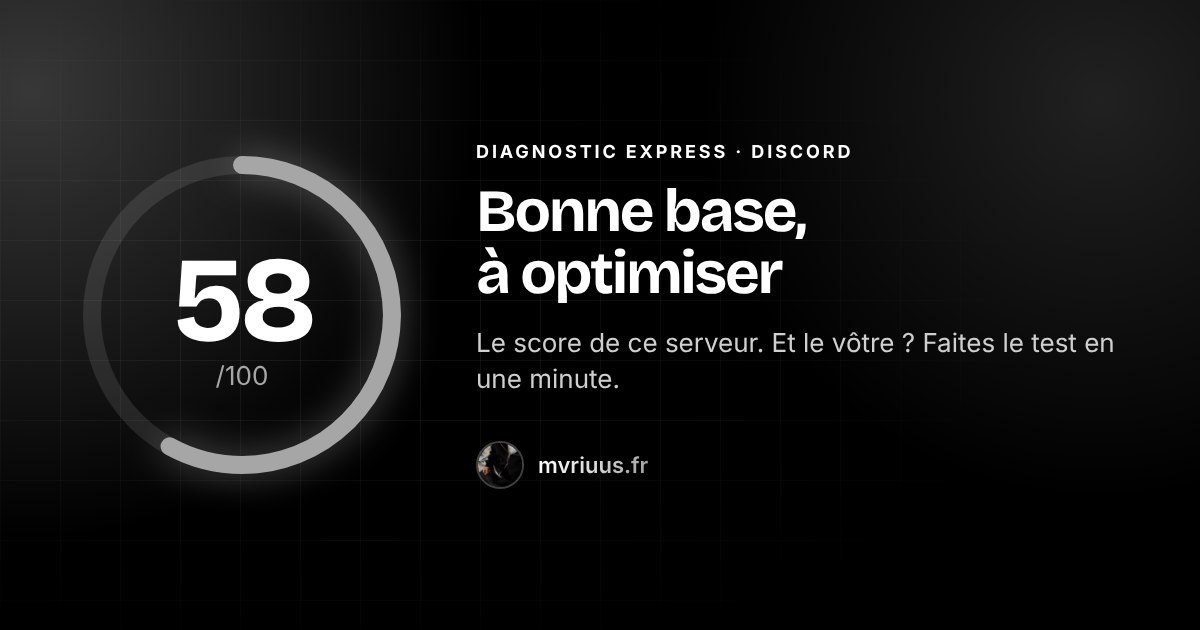 58
/100
DIAGNOSTIC EXPRESS · DISCORD
Bonne base,
à optimiser
Le score de ce serveur. Et le vôtre ? Faites le test en
une minute.
mvriuus.fr